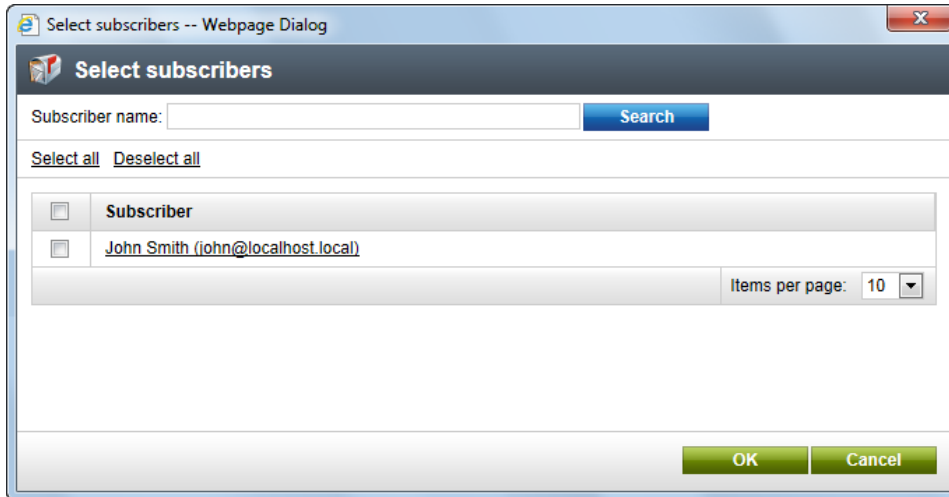 Select subscribers -- Webpage Dialog
Select subscribers
Subscriber name: Search
Select all Deselect all
Subscriber
John Smith (john@localhost.local)
Items per page: 10
OK Cancel